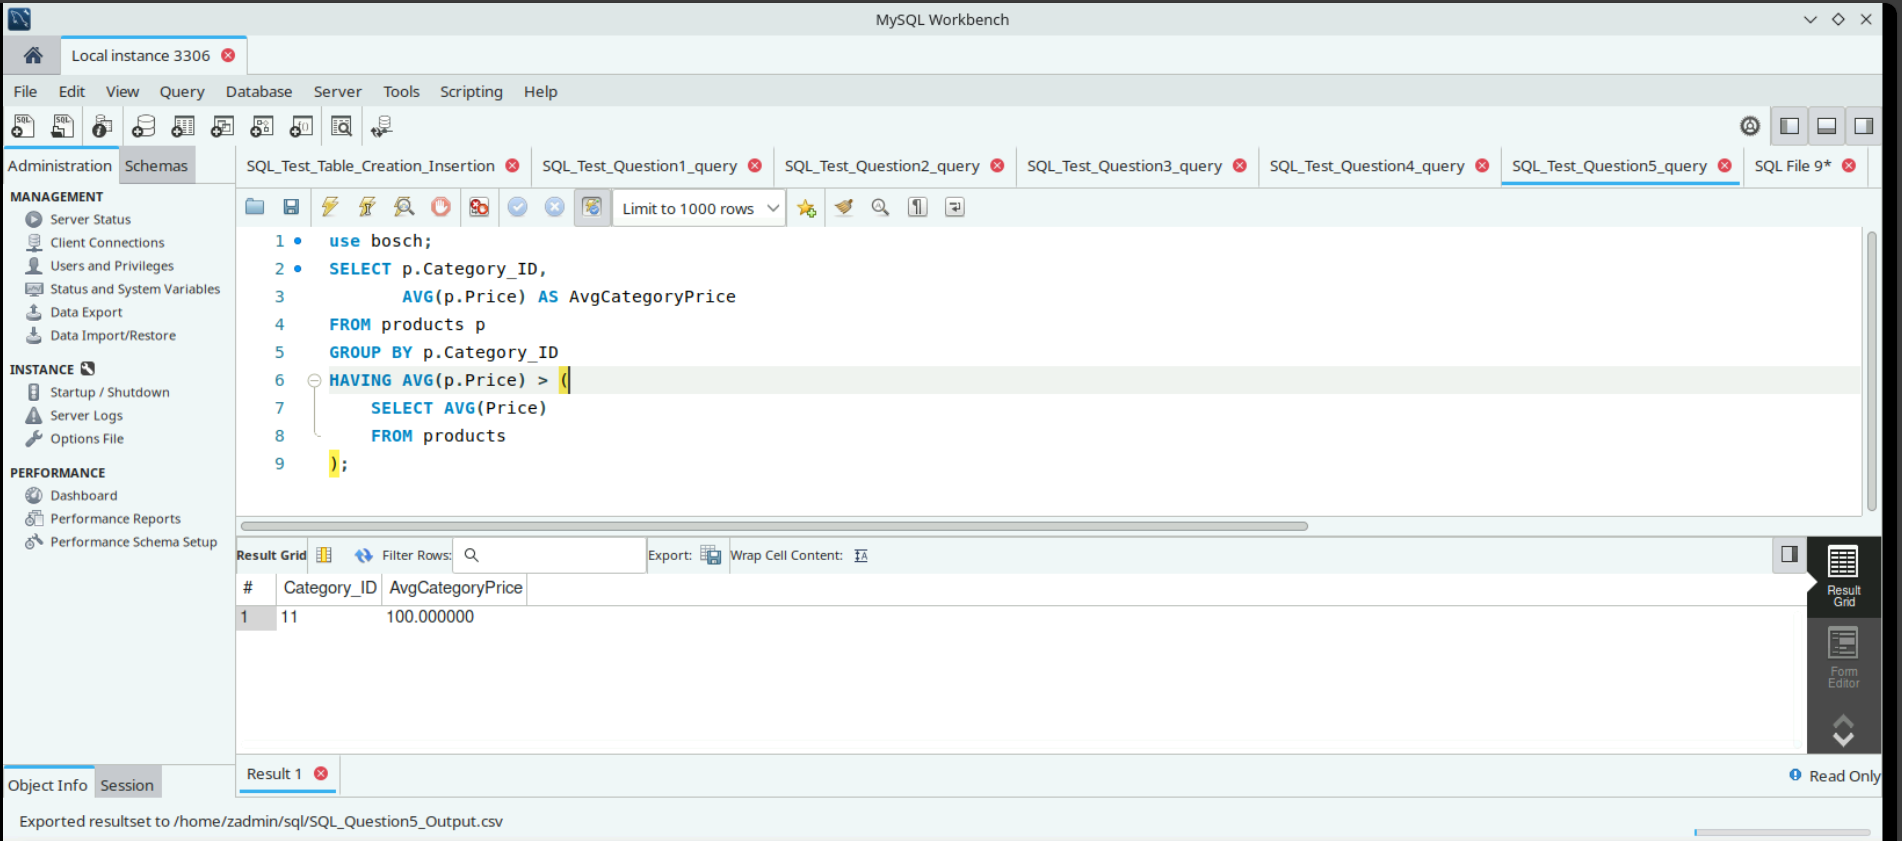 MySQL Workbench
Local instance 3306
File Edit View Query Database Server Tools Scripting Help
Administration Schemas
SQL_Test_Table_Creation_Insertion SQL_Test_Question1_query SQL_Test_Question2_query SQL_Test_Question3_query SQL_Test_Question4_query SQL_Test_Question5_query SQL File 9*
MANAGEMENT
Server Status
Client Connections
Users and Privileges
Status and System Variables
Data Export
Data Import/Restore
INSTANCE
Startup / Shutdown
Server Logs
Options File
PERFORMANCE
Dashboard
Performance Reports
Performance Schema Setup
Limit to 1000 rows
1 use bosch;
2 SELECT p.Category_ID,
3 AVG(p.Price) AS AvgCategoryPrice
4 FROM products p
5 GROUP BY p.Category_ID
6 HAVING AVG(p.Price) > (
7 SELECT AVG(Price)
8 FROM products
9 );
Result Grid Filter Rows: Export: Wrap Cell Content:
# Category_ID AvgCategoryPrice
1 11 100.000000
Result
Grid
Form
Editor
Result 1
Read Only
Object Info Session
Exported resultset to /home/zadmin/sql/SQL_Question5_Output.csv